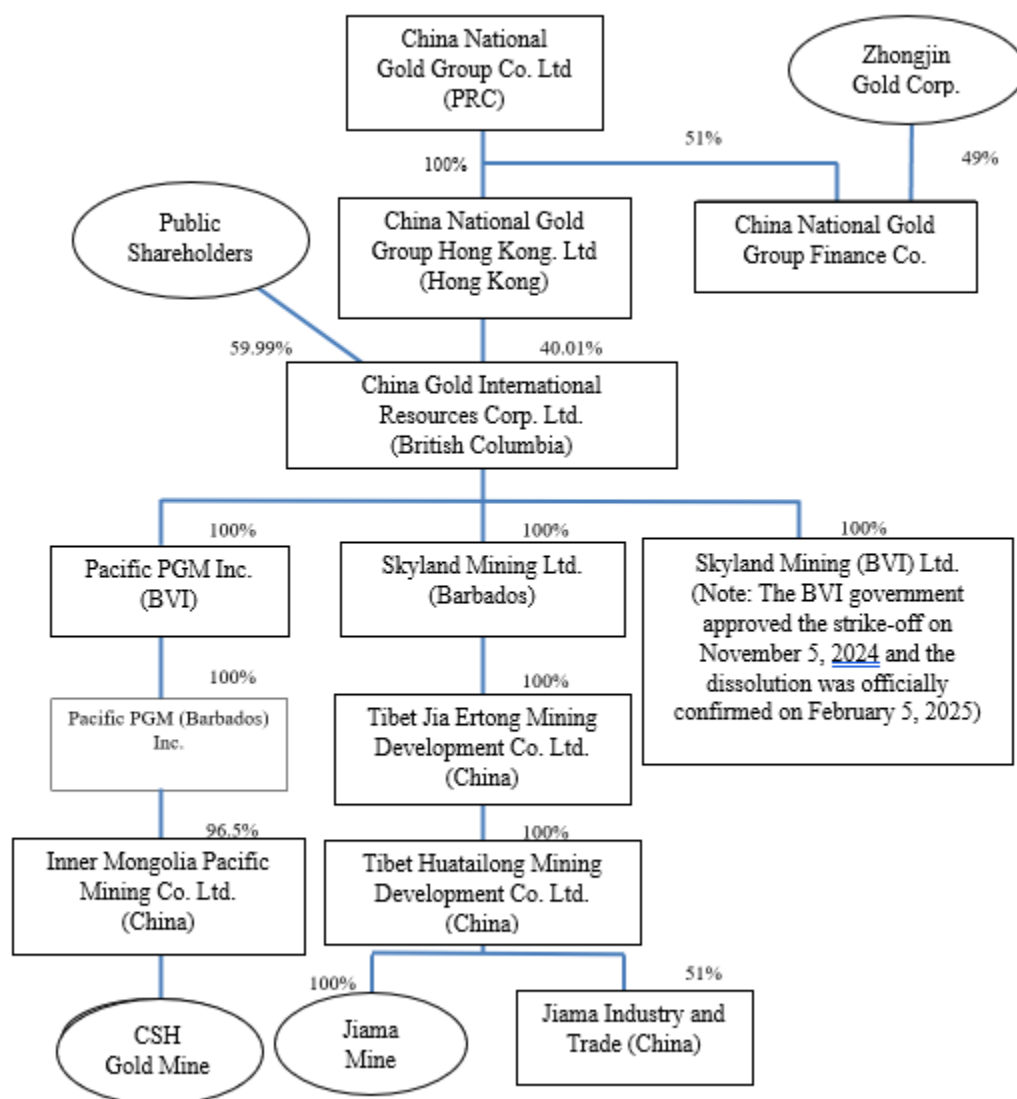 China National
Gold Group Co. Ltd
(PRC)
Zhongjin
Gold Corp.
51%
100%
49%
Public
Shareholders
China National Gold
Group Hong Kong. Ltd
(Hong Kong)
China National Gold
Group Finance Co.
59.99%
40.01%
China Gold International
Resources Corp. Ltd.
(British Columbia)
100%
100%
100%
Pacific PGM Inc.
(BVI)
Skyland Mining Ltd.
(Barbados)
Skyland Mining (BVI) Ltd.
(Note: The BVI government
approved the strike-off on
November 5, 2024 and the
dissolution was officially
confirmed on February 5, 2025)
100%
100%
Pacific PGM (Barbados)
Inc.
Tibet Jia Ertong Mining
Development Co. Ltd.
(China)
96.5%
100%
Inner Mongolia Pacific
Mining Co. Ltd.
(China)
Tibet Huatailong Mining
Development Co. Ltd.
(China)
100%
51%
CSH
Gold Mine
Jiama
Mine
Jiama Industry and
Trade (China)